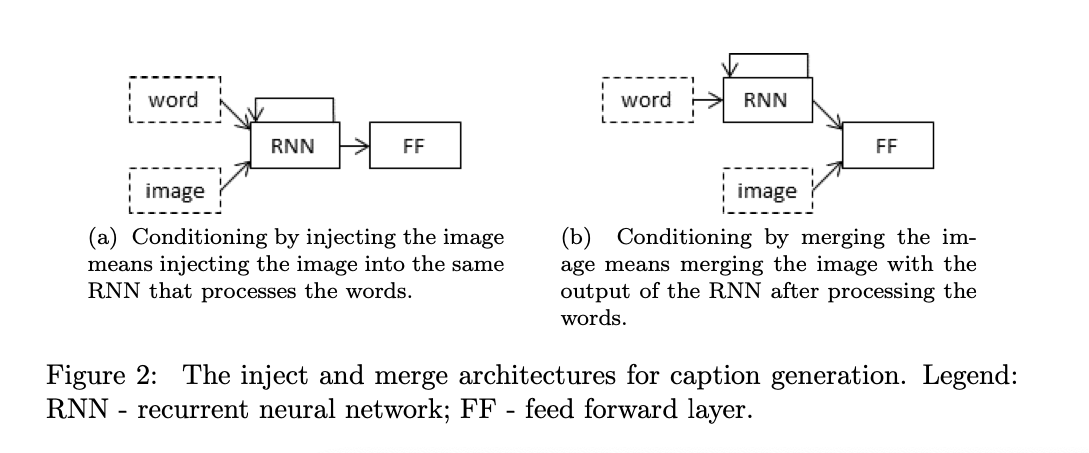 word
RNN
FF
image
(a) Conditioning by injecting the image
means injecting the image into the same
RNN that processes the words.
word
RNN
FF
image
(b) Conditioning by merging the im-
age means merging the image with the
output of the RNN after processing the
words.
Figure 2: The inject and merge architectures for caption generation. Legend:
RNN - recurrent neural network; FF - feed forward layer.